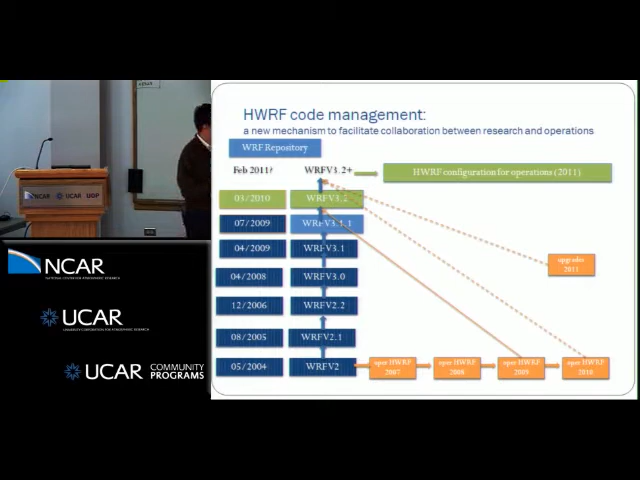 HWRF code management:
a new mechanism to facilitate collaboration between research and operations
WRF Repository
Feb 2011?
WRFV3.2+
HWRF configuration for operations (2011)
03/2010
WRFV3.2
07/2009
WRFV3.1.1
04/2009
WRFV3.1
upgrades
2011
04/2008
WRFV3.0
12/2006
WRFV2.2
08/2005
WRFV2.1
05/2004
WRFV2
oper HWRF
2007
oper HWRF
2008
oper HWRF
2009
oper HWRF
2010
NCAR
UCAR
UOP
NCAR
NATIONAL CENTER FOR ATMOSPHERIC RESEARCH
UCAR
UNIVERSITY CORPORATION FOR ATMOSPHERIC RESEARCH
UCAR COMMUNITY
PROGRAMS